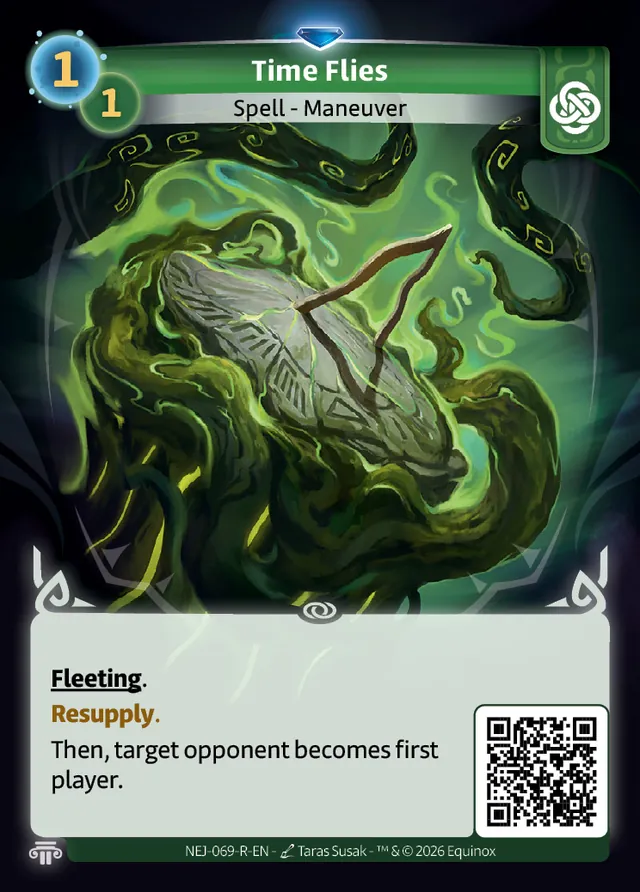 1
1
Time Flies
Spell - Maneuver
Fleeting.
Resupply.
Then, target opponent becomes first
player.
NEJ-069-R-EN - Taras Susak - ™ & © 2026 Equinox